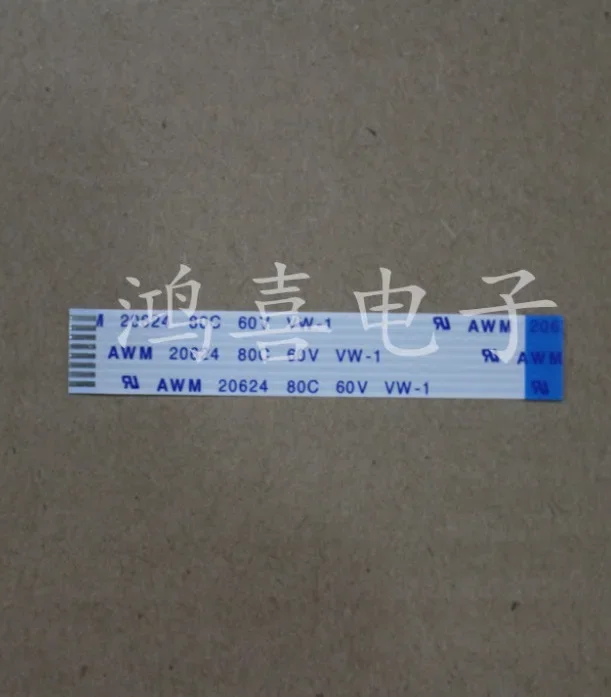 鸿喜电子
M 20624 80C 60V VW-1 AWM 206
AWM 20624 80C 60V VW-1 AWM
AWM 20624 80C 60V VW-1